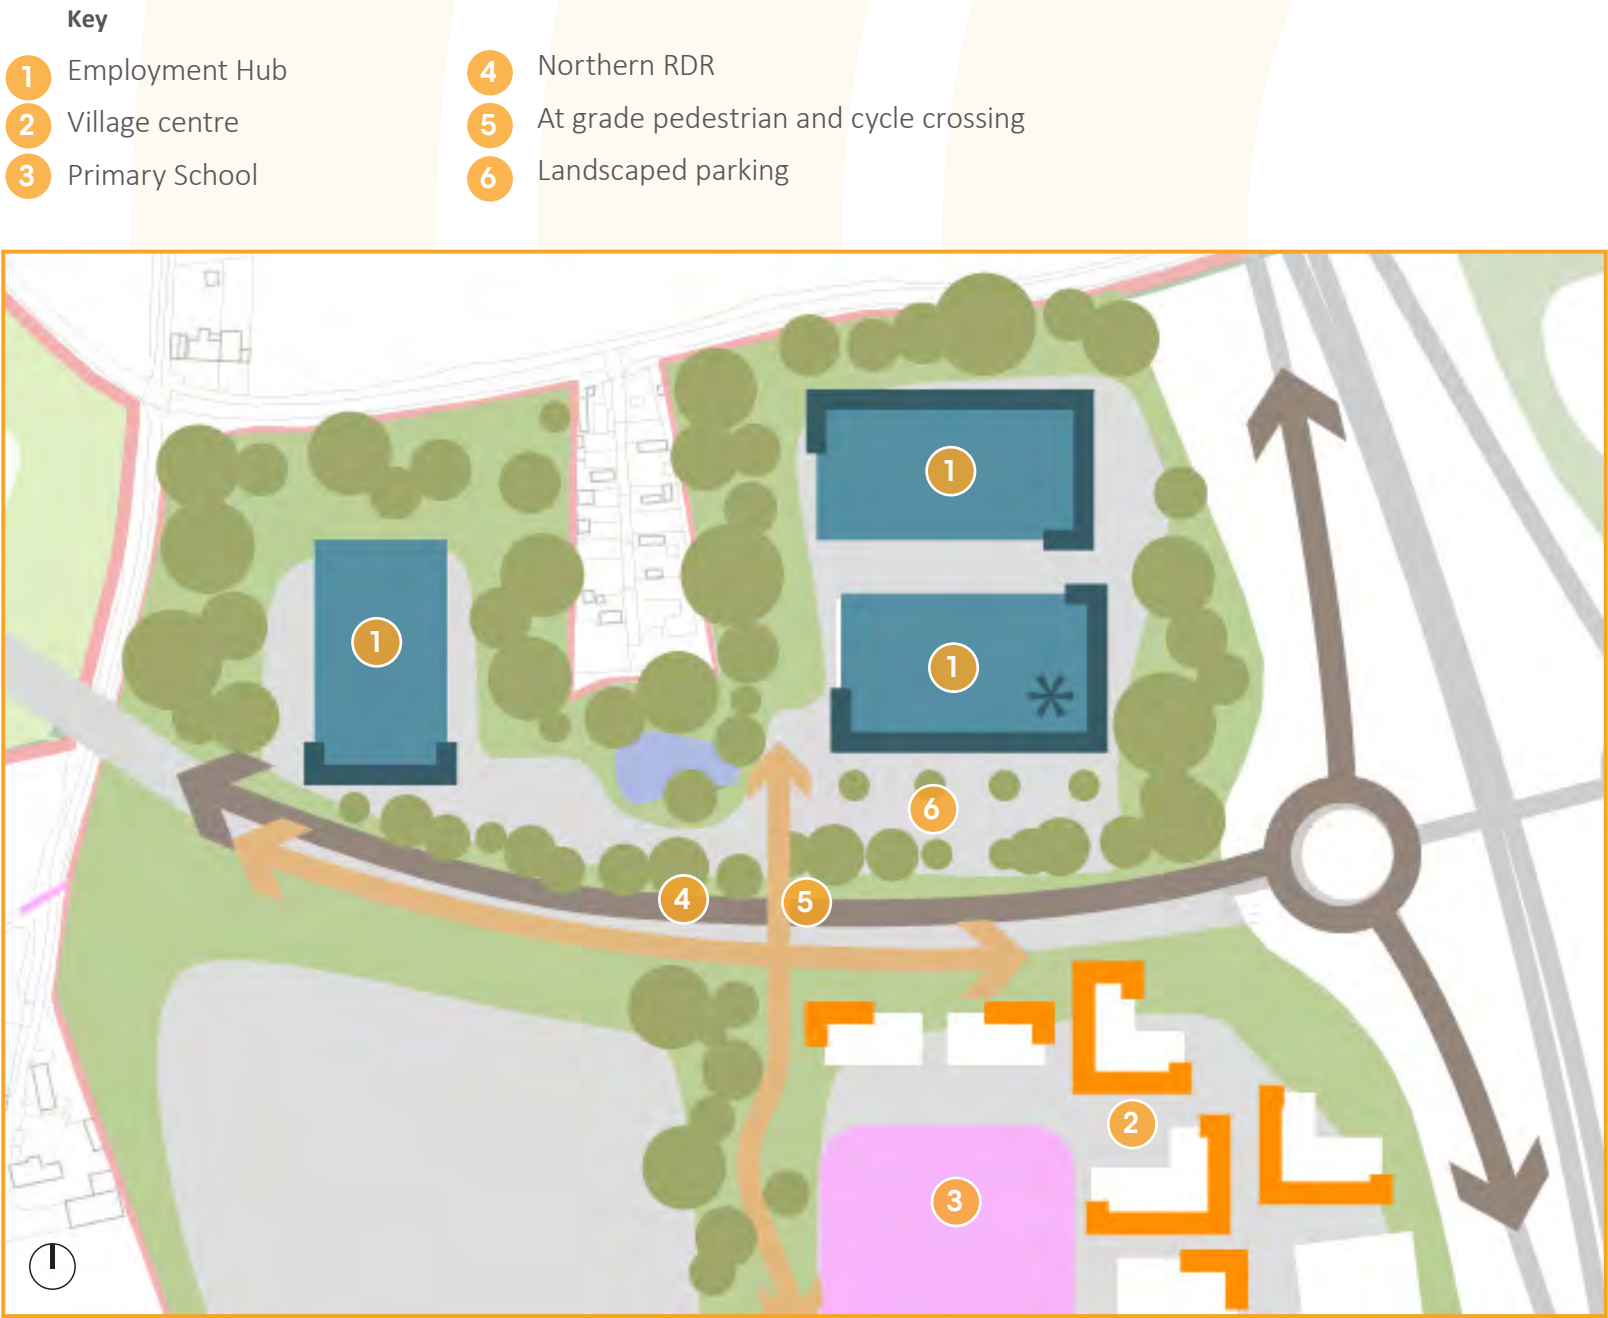 Key
1 Employment Hub
2 Village centre
3 Primary School
4 Northern RDR
5 At grade pedestrian and cycle crossing
6 Landscaped parking
1
1
1
6
4
5
2
3